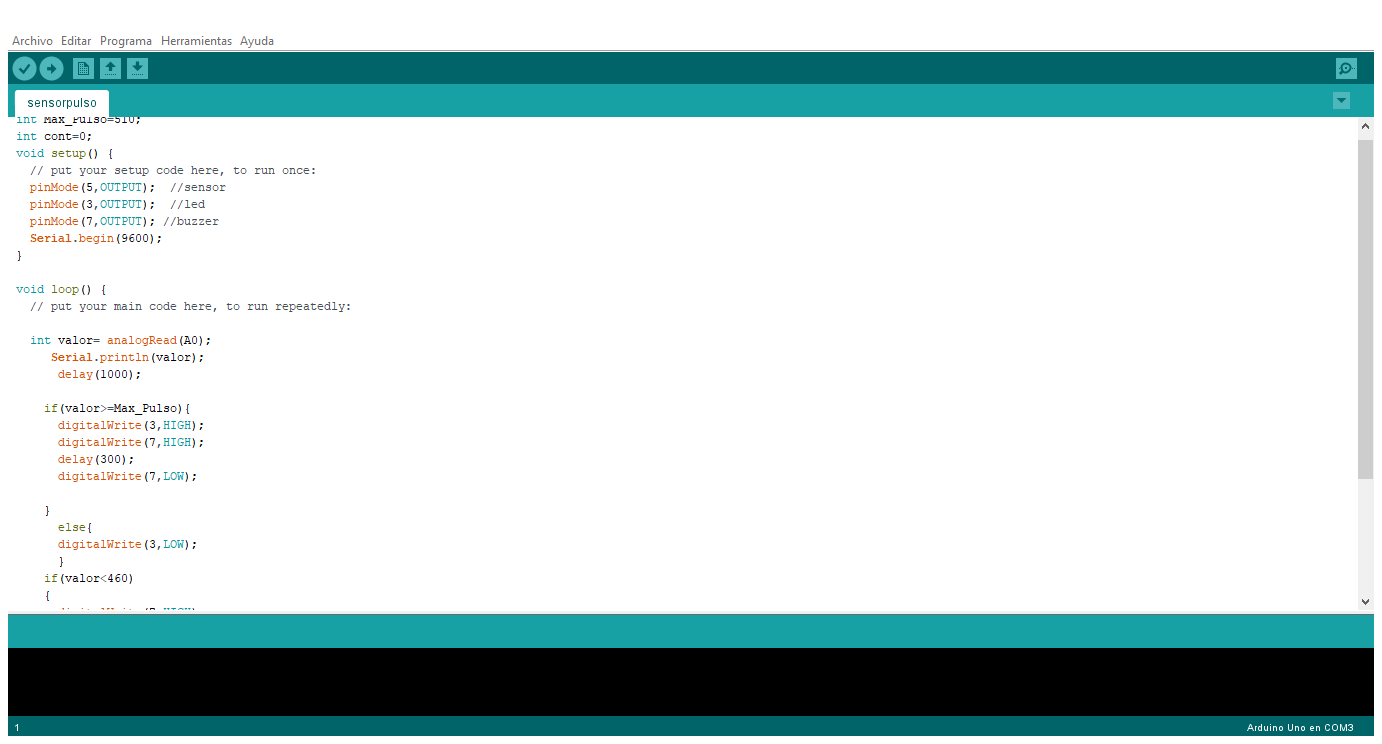 Archivo Editar Programa Herramientas Ayuda
sensorpulso
int Max_Pulso=510;
int cont=0;
void setup() {
  // put your setup code here, to run once:
  pinMode(5,OUTPUT);  //sensor
  pinMode(3,OUTPUT);  //led
  pinMode(7,OUTPUT); //buzzer
  Serial.begin(9600);
}
void loop() {
  // put your main code here, to run repeatedly:
  int valor= analogRead(A0);
     Serial.println(valor);
      delay(1000);
    if(valor>=Max_Pulso){
      digitalWrite(3,HIGH);
      digitalWrite(7,HIGH);
      delay(300);
      digitalWrite(7,LOW);
    }
      else{
      digitalWrite(3,LOW);
      }
    if(valor<460)
    {
1
Arduino Uno en COM3